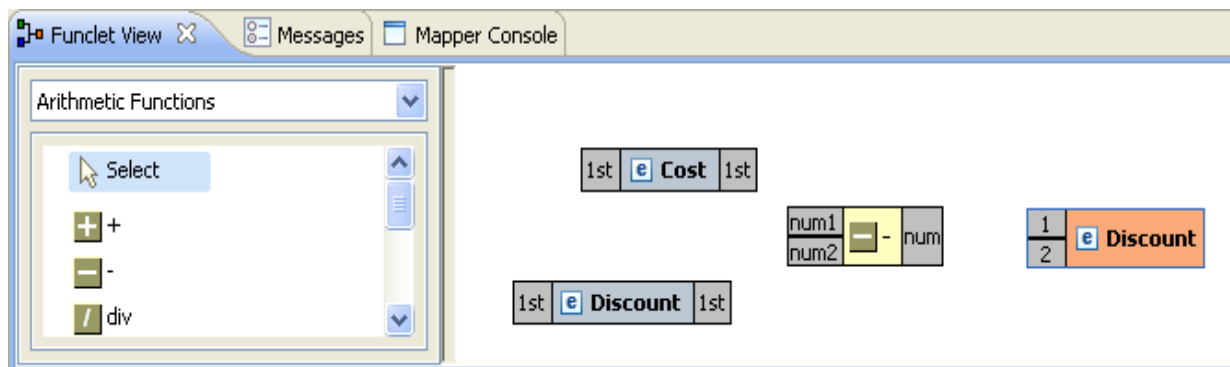 Funclet View Messages Mapper Console
Arithmetic Functions
Select
+
-
div
1st e Cost 1st
num1
num2
- num
1
2
e Discount
1st e Discount 1st